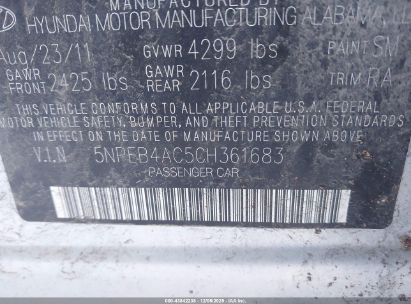 HYUNDAI MOTOR MANUFACTURING ALABAMA, LL
Aug/23/11 GVWR 4299 lbs PAINT SM
GAWR FRONT 2425 lbs GAWR REAR 2116 lbs TRIM RA
THIS VEHICLE CONFORMS TO ALL APPLICABLE U.S.A. FEDERAL
MOTOR VEHICLE SAFETY, BUMPER, AND THEFT PREVENTION
STANDARDS IN EFFECT ON THE DATE OF MANUFACTURE SHOWN ABOVE.
V.I.N 5NPEB4AC5CH361683
PASSENGER CAR